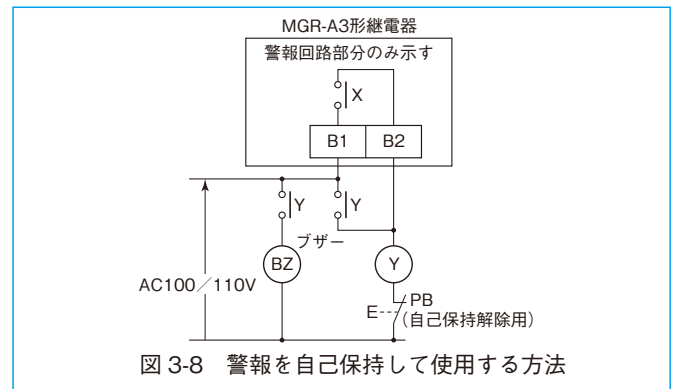 MGR-A3形継電器
警報回路部分のみ示す
X
B1 B2
Y Y
ブザー
BZ Y
AC100/110V
PB
E
(自己保持解除用)
図 3-8 警報を自己保持して使用する方法